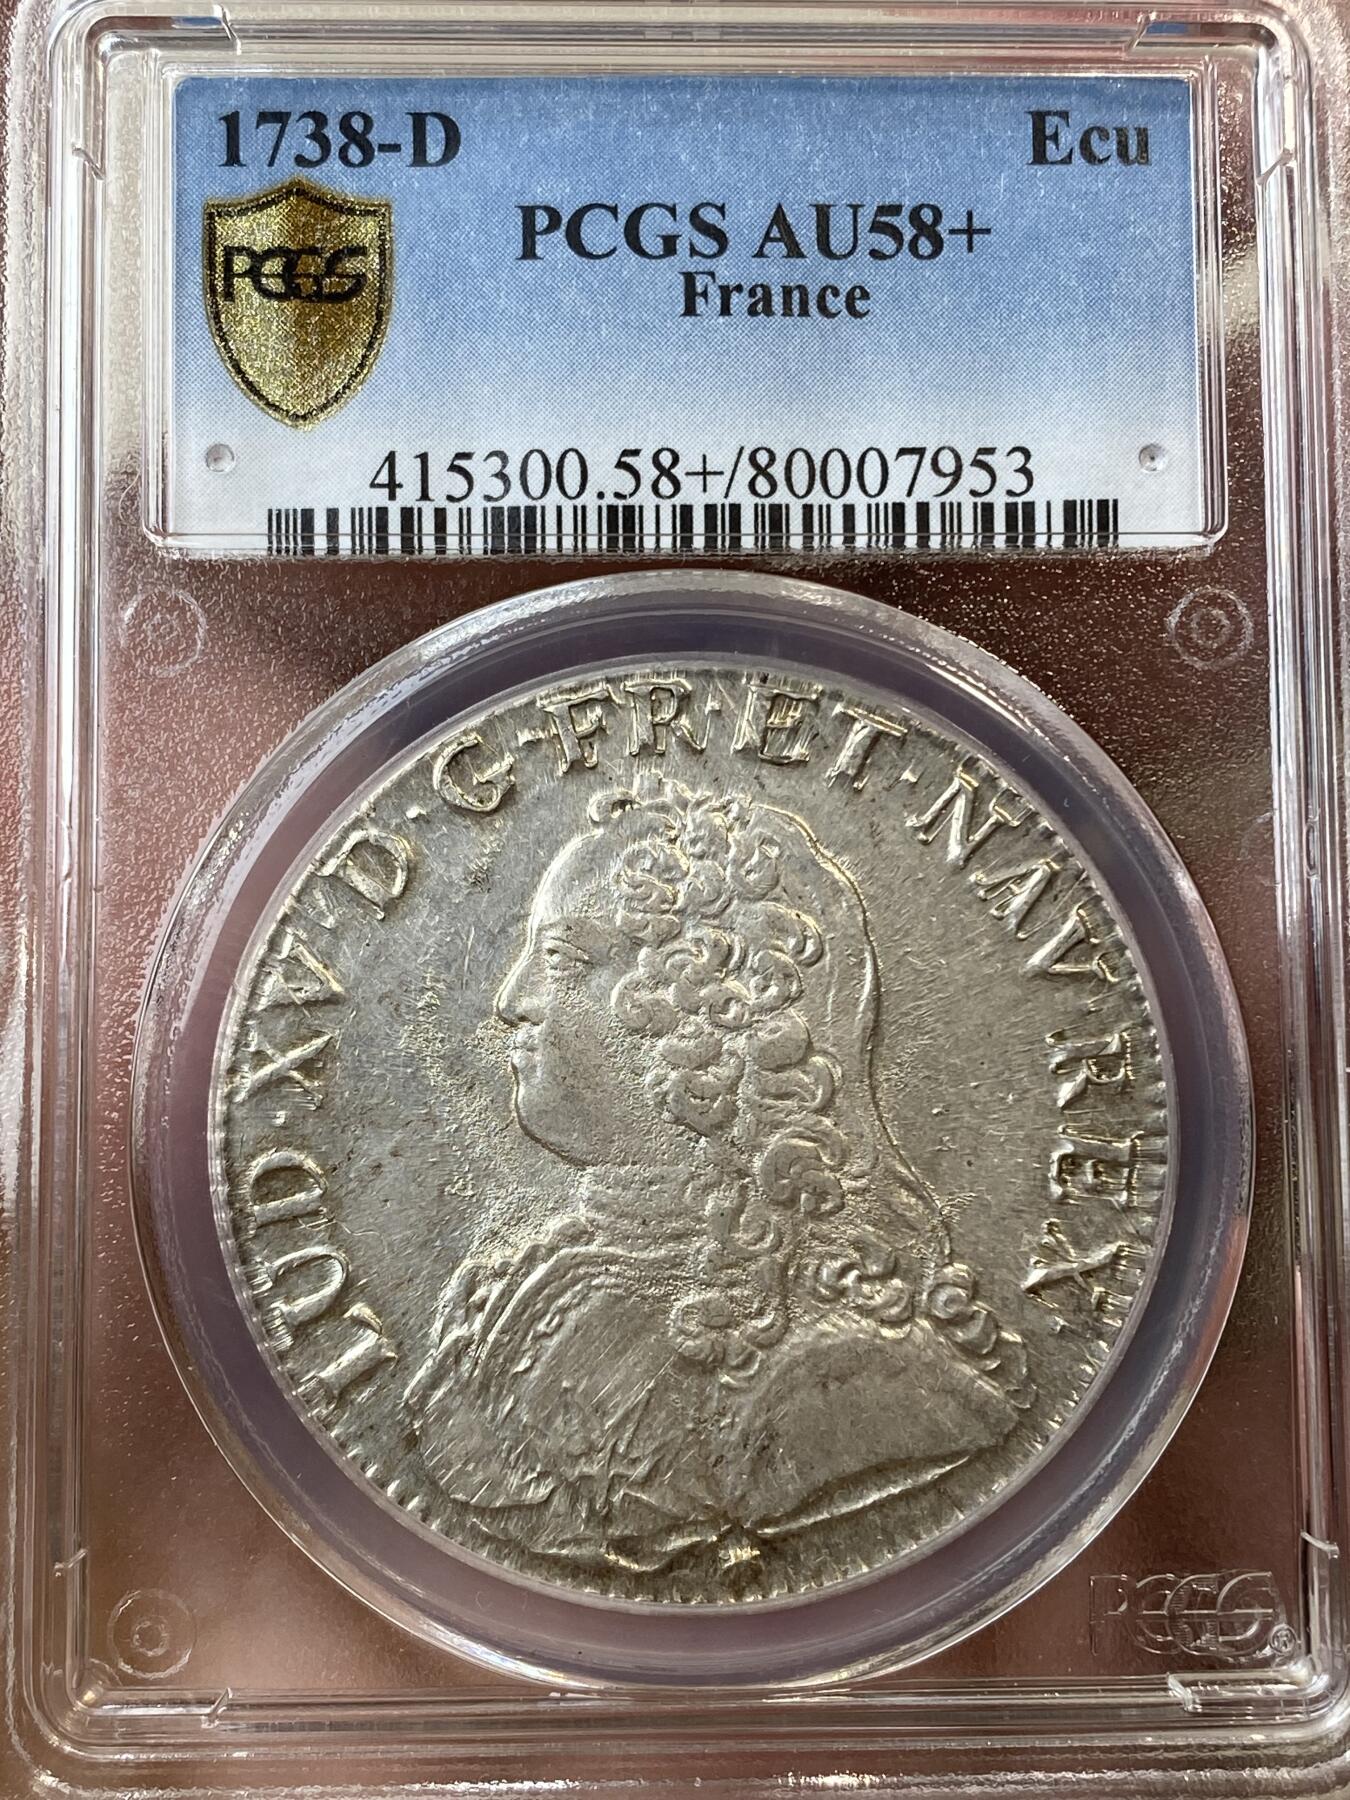 1738-D Ecu
PCGS AU58+
PCGS France
415300.58+/80007953
LUD·XV·D·G·FR·ET·NAV·REX·
PCGS®